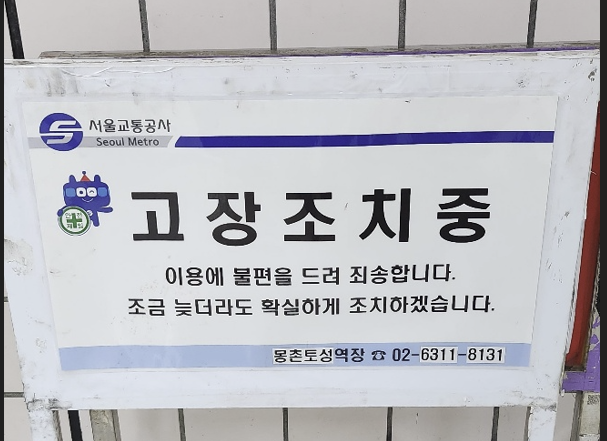 서울교통공사
Seoul Metro
고장조치중
이용에 불편을 드려 죄송합니다.
조금 늦더라도 확실하게 조치하겠습니다.
몽촌토성역장 ☎ 02-6311-8131